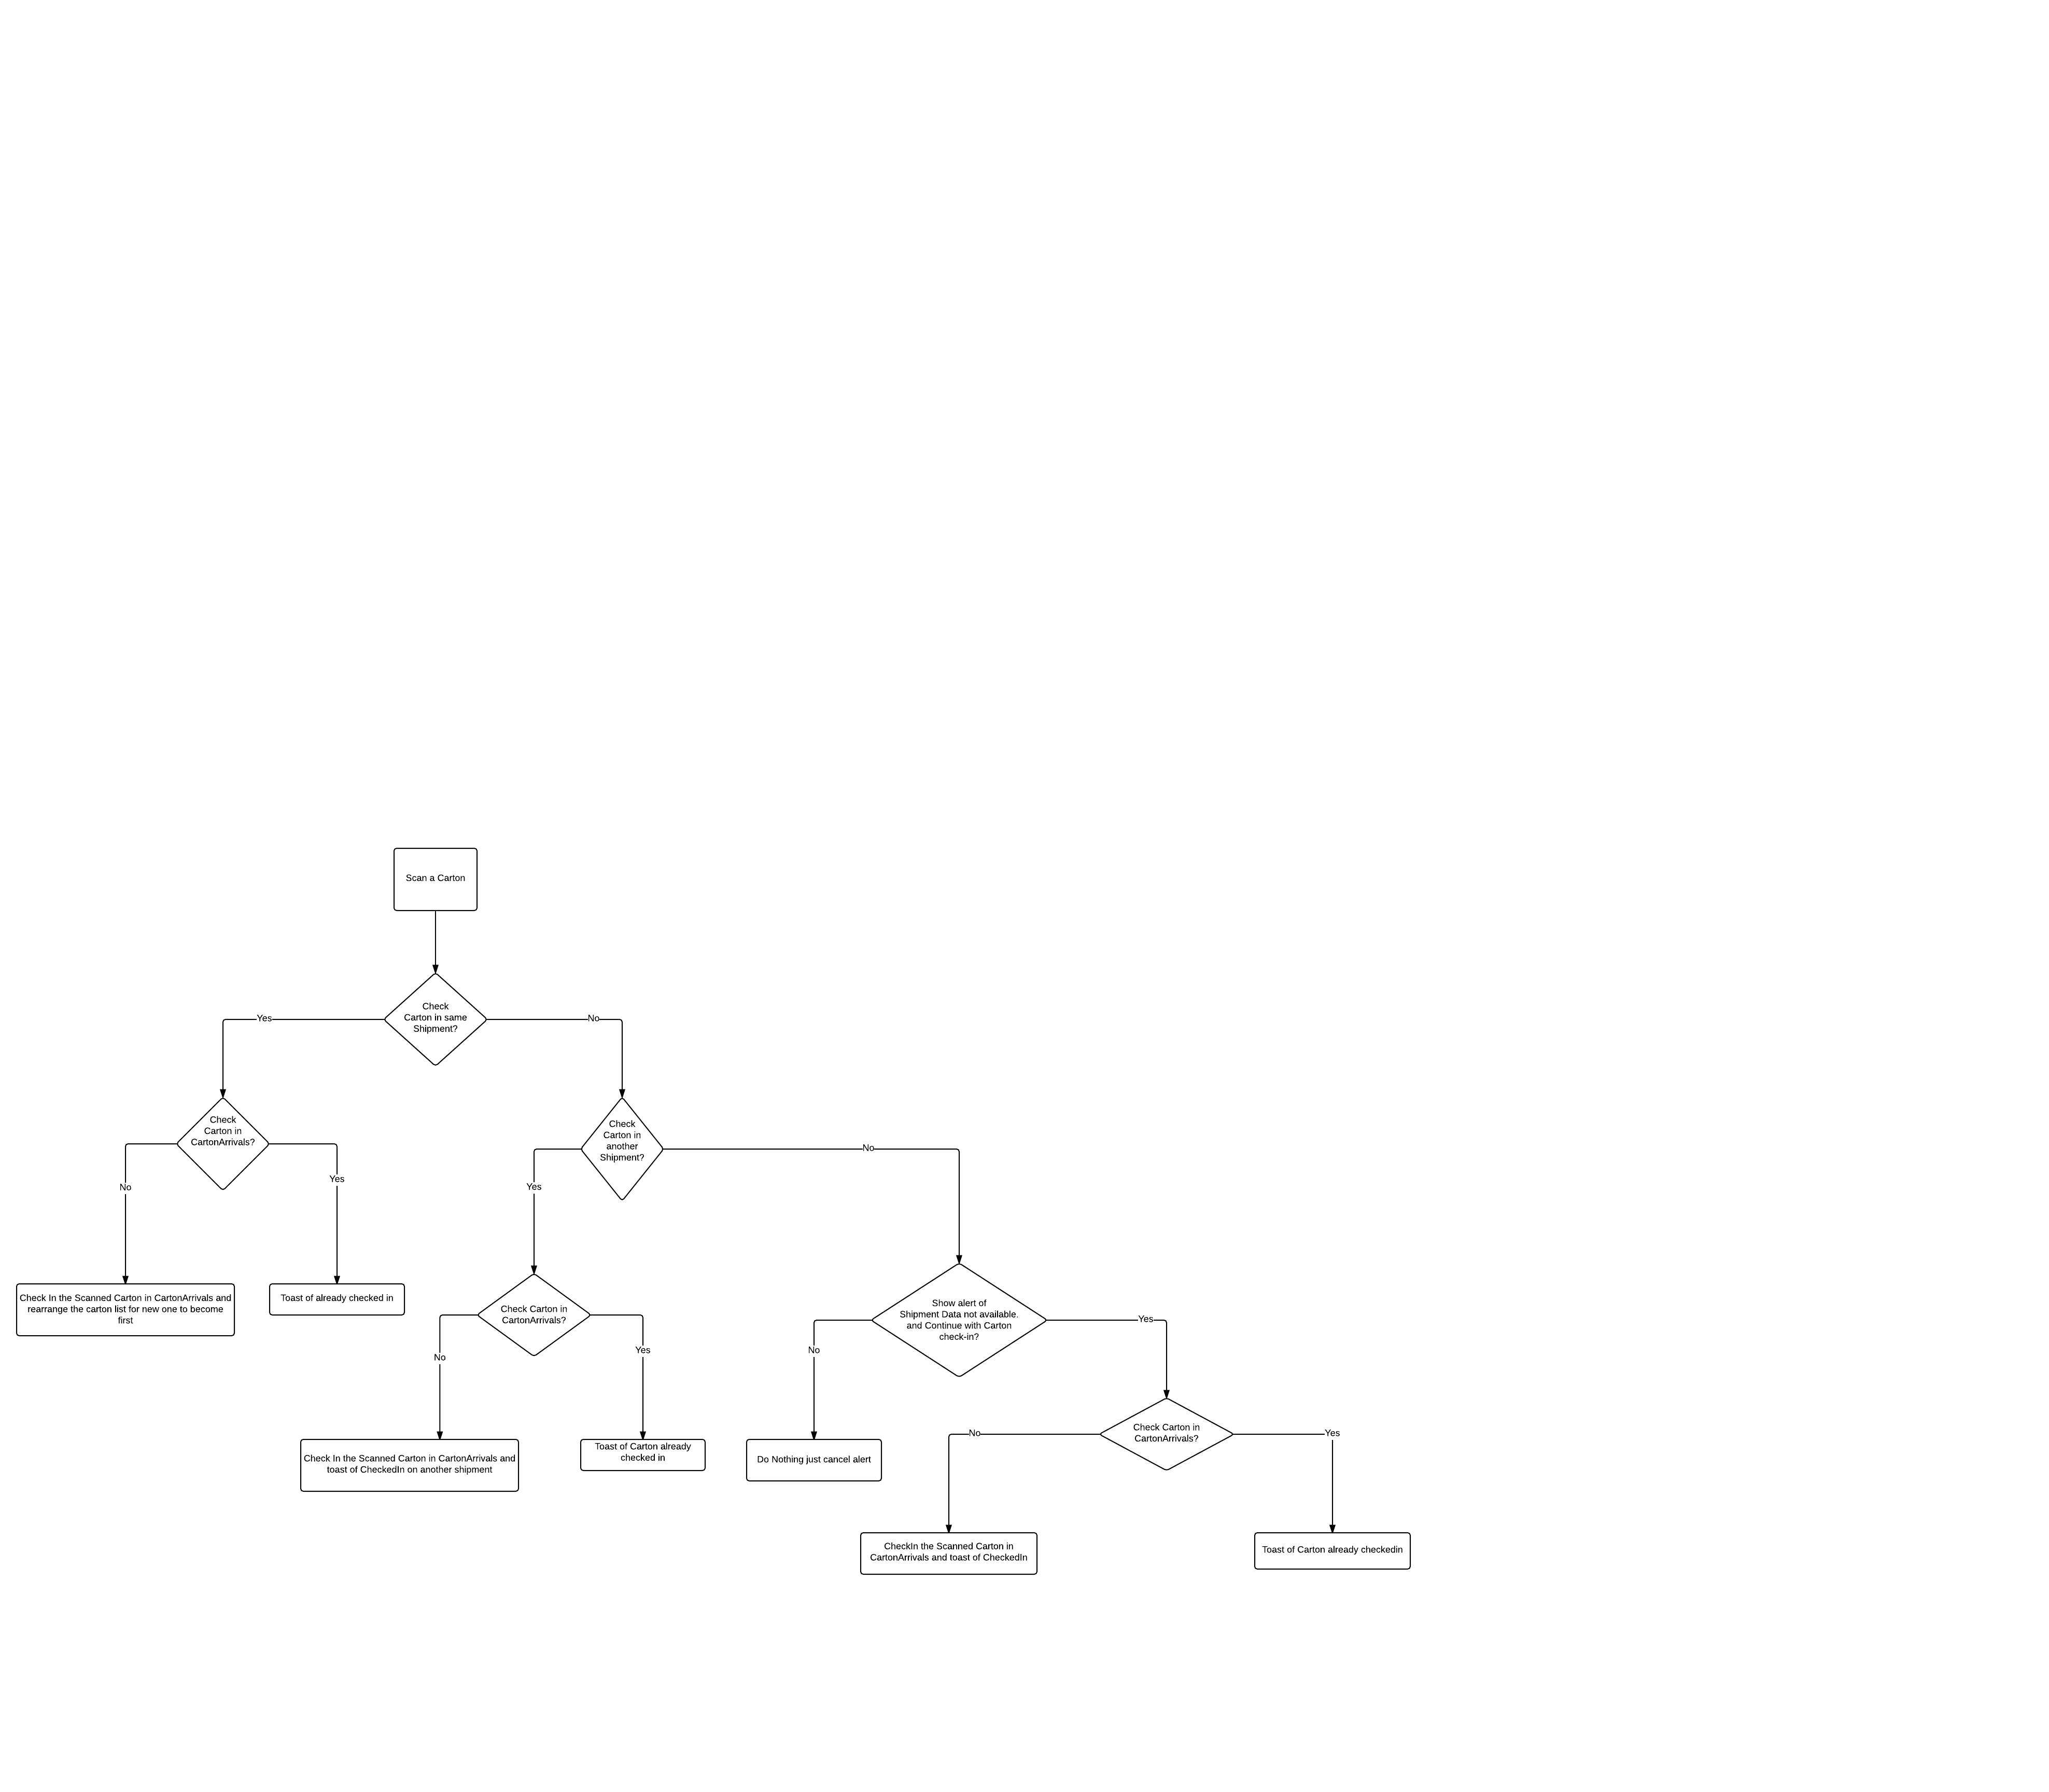 Scan a Carton
Check
Carton in same
Shipment?
Yes
No
Check
Carton in
CartonArrivals?
No
Yes
Check In the Scanned Carton in CartonArrivals and
rearrange the carton list for new one to become
first
Toast of already checked in
Check
Carton in
another
Shipment?
Yes
No
Check Carton in
CartonArrivals?
No
Yes
Check In the Scanned Carton in CartonArrivals and
toast of CheckedIn on another shipment
Toast of Carton already
checked in
Show alert of
Shipment Data not available.
and Continue with Carton
check-in?
No
Yes
Do Nothing just cancel alert
Check Carton in
CartonArrivals?
No
Yes
CheckIn the Scanned Carton in
CartonArrivals and toast of CheckedIn
Toast of Carton already checkedin